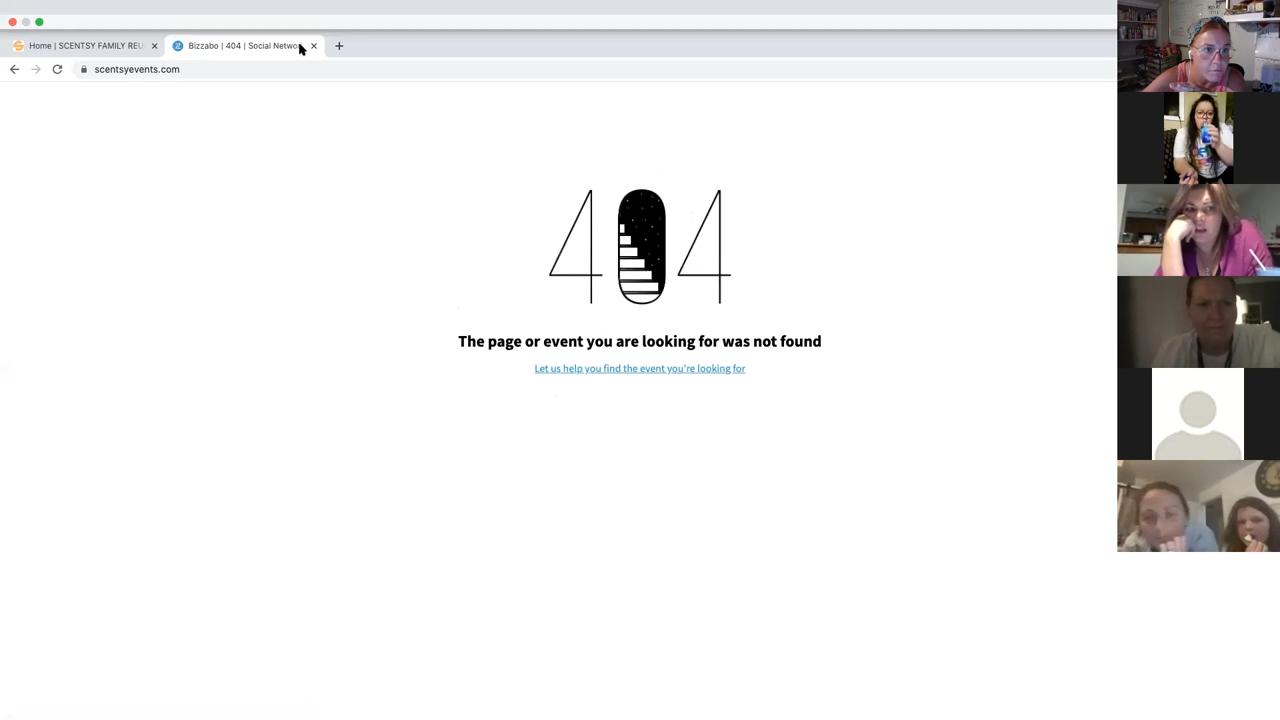 Home | SCENTSY FAMILY REU
Bizzabo | 404 | Social Netwo
scentsyevents.com
404
The page or event you are looking for was not found
Let us help you find the event you're looking for